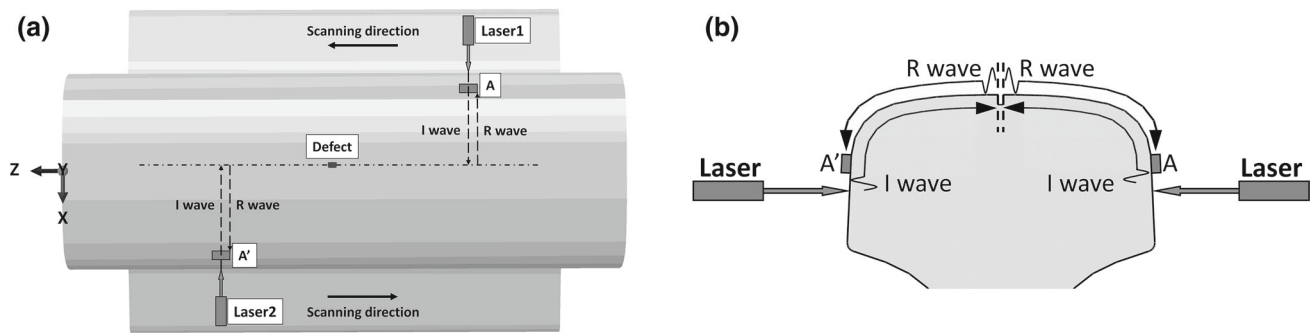 (a)
Scanning direction
Laser1
A
I wave
R wave
Defect
Z
Y
X
I wave
R wave
A'
Laser2
Scanning direction
(b)
R wave
R wave
A'
A
Laser
Laser
I wave
I wave